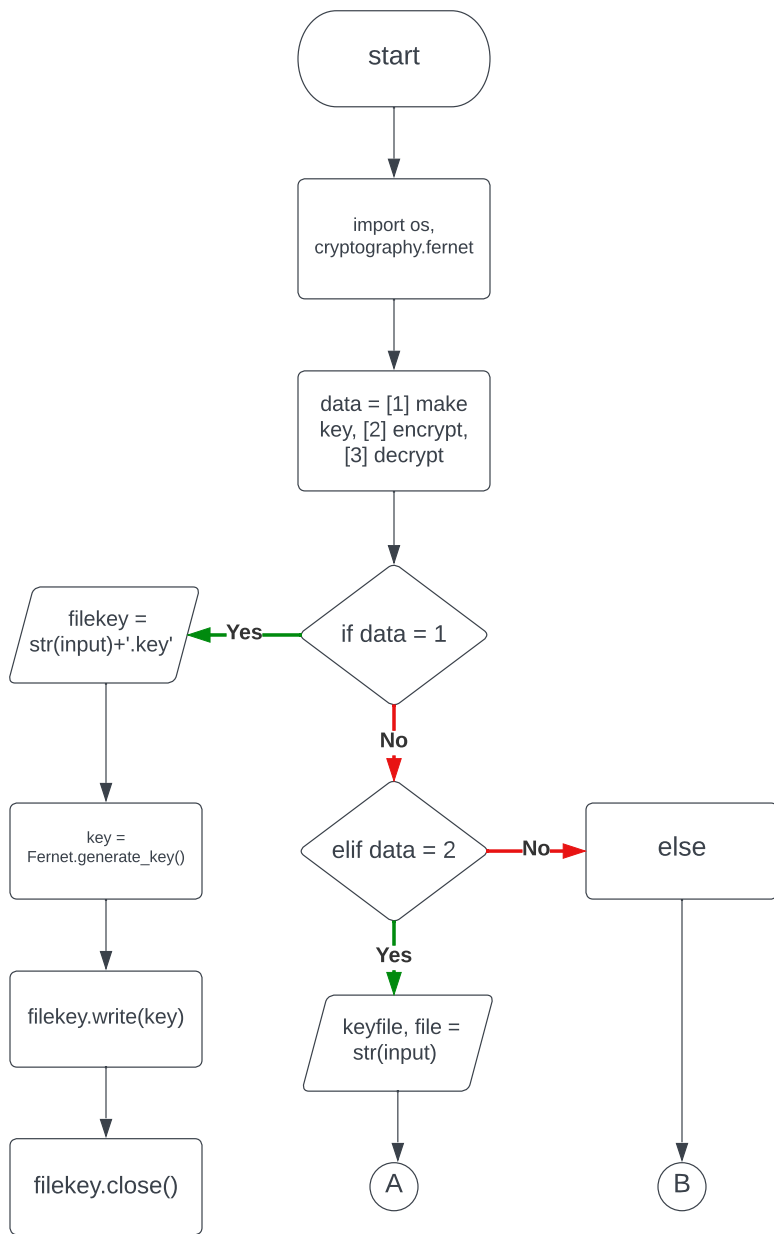 start
import os,
cryptography.fernet
data = [1] make
key, [2] encrypt,
[3] decrypt
if data = 1
Yes
filekey =
str(input)+'.key'
No
key =
Fernet.generate_key()
elif data = 2
No
else
Yes
filekey.write(key)
keyfile, file =
str(input)
filekey.close()
A
B